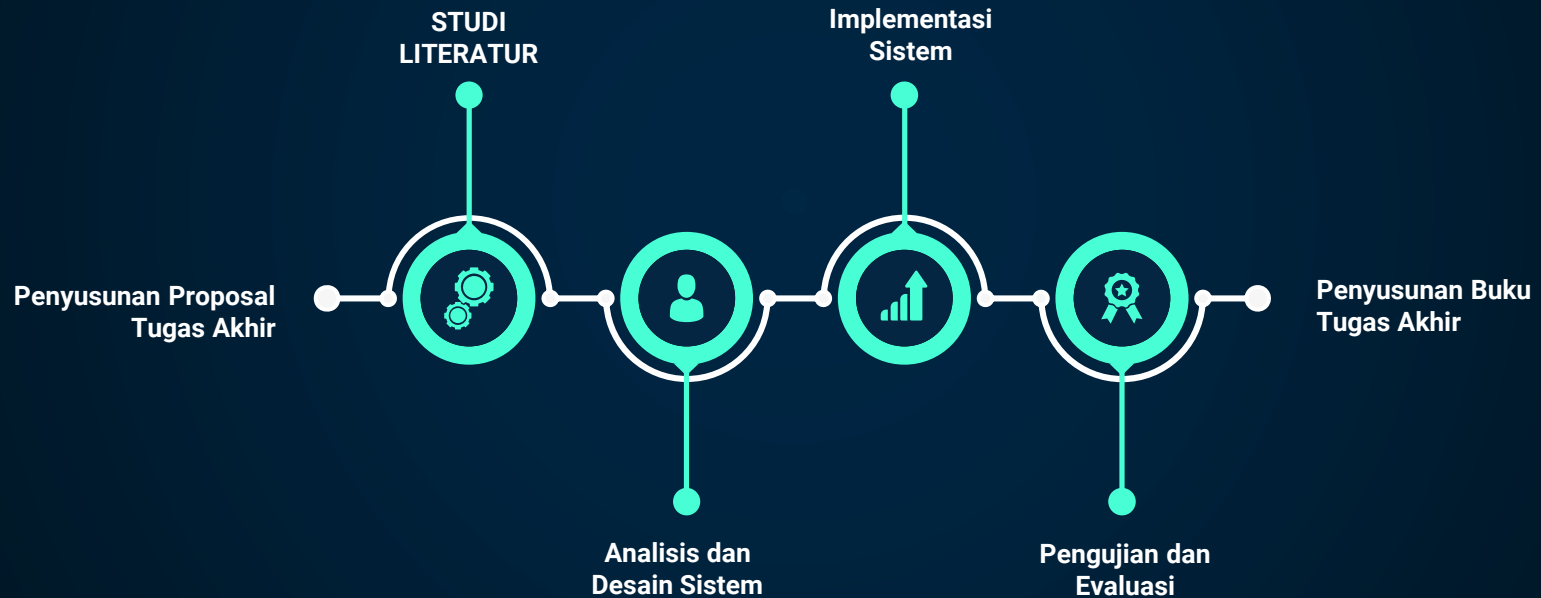 Penyusunan Proposal
Tugas Akhir
STUDI
LITERATUR
Analisis dan
Desain Sistem
Implementasi
Sistem
Pengujian dan
Evaluasi
Penyusunan Buku
Tugas Akhir